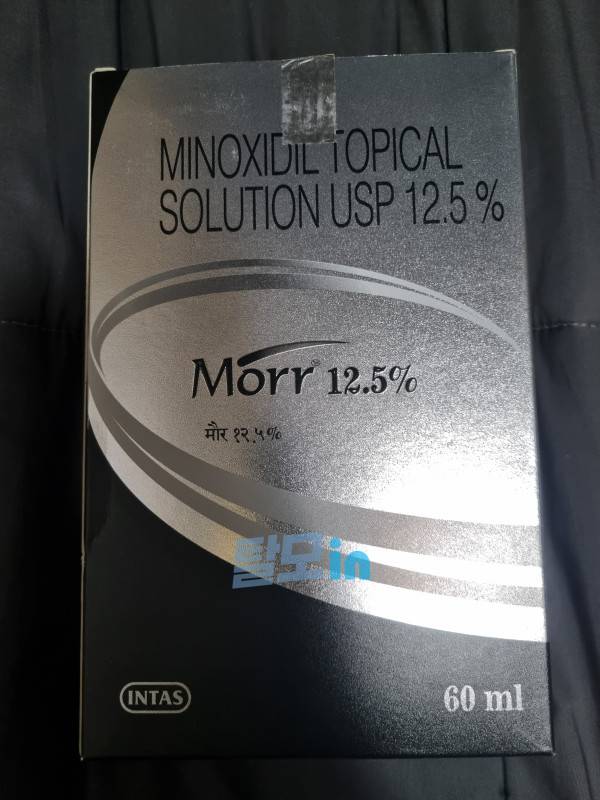 MINOXIDIL TOPICAL
SOLUTION USP 12.5 %
Morr® 12.5%
मौर १२.५%
탈모in
INTAS
60 ml